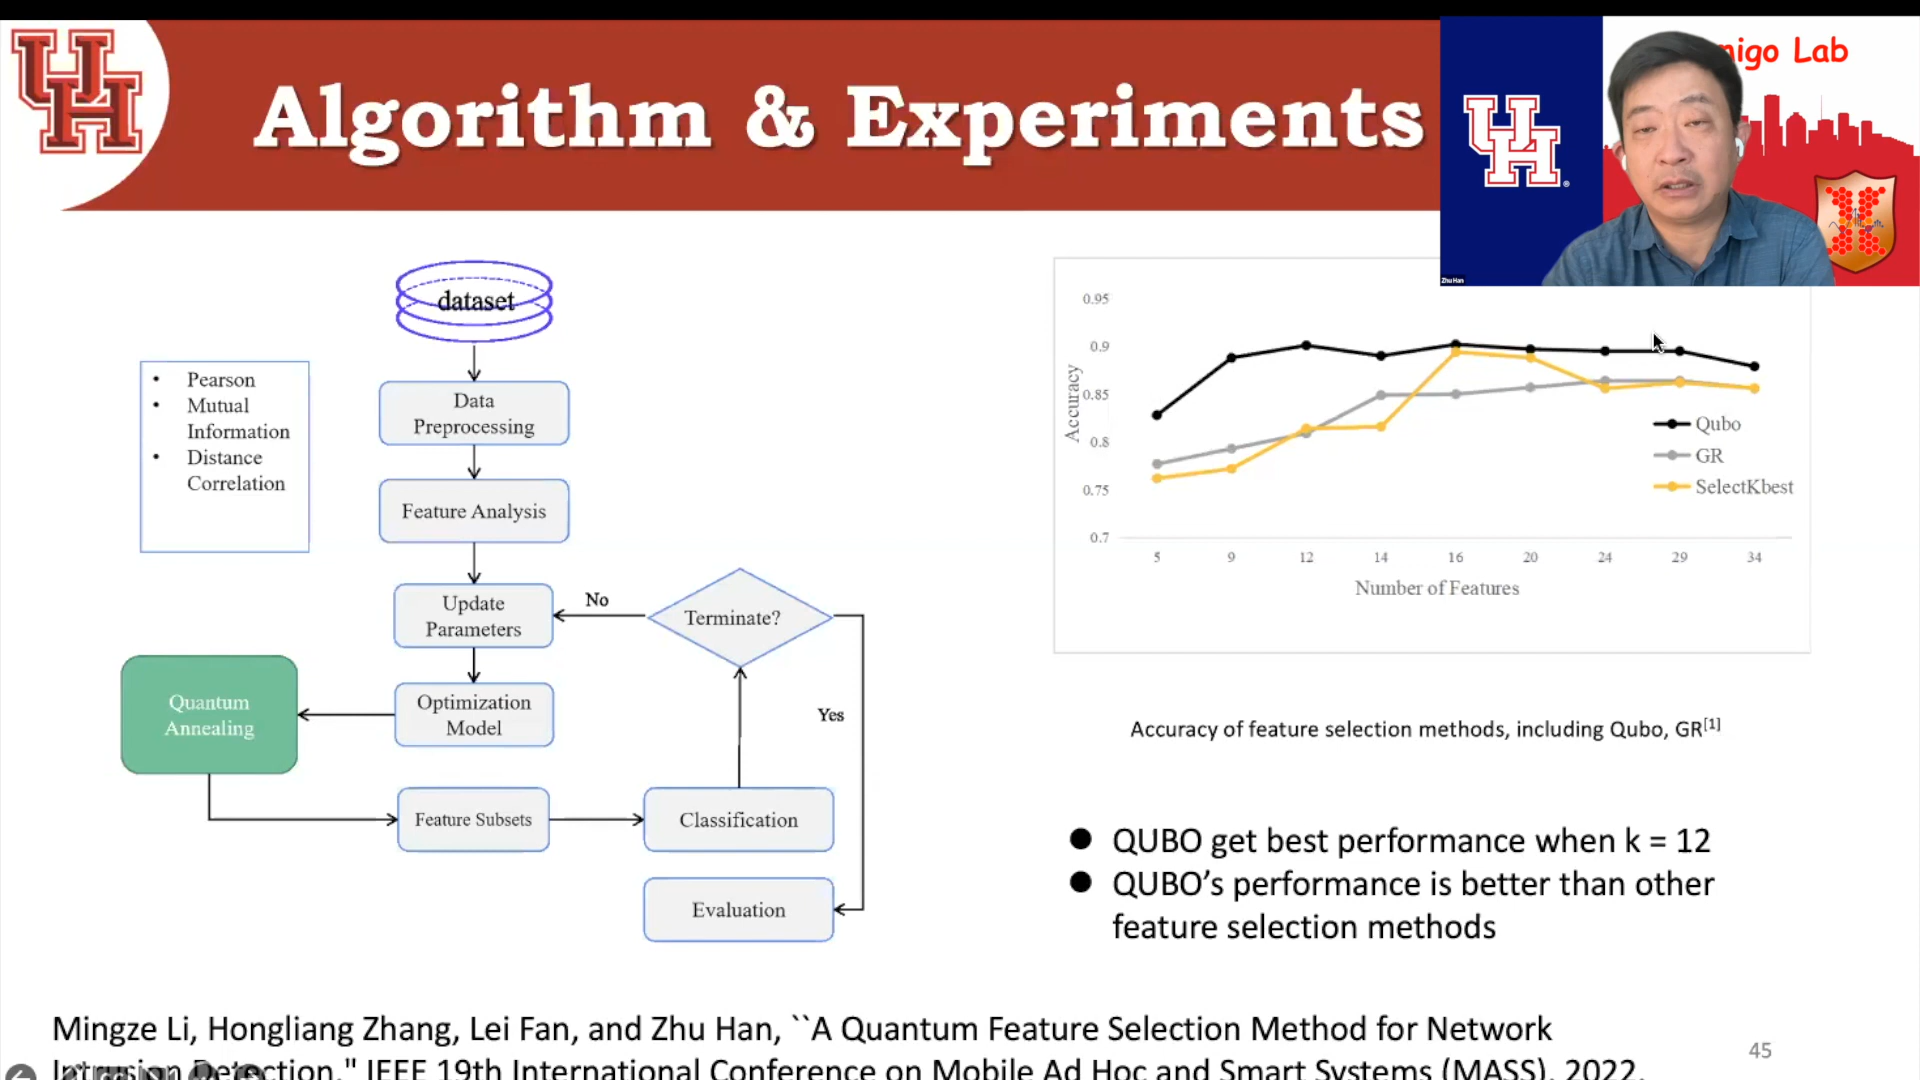 Algorithm & Experiments
UH
nigo Lab
Zhu Han
dataset
Data
Preprocessing
• Pearson
• Mutual
Information
• Distance
Correlation
Feature Analysis
Update
Parameters
No
Terminate?
Quantum
Annealing
Optimization
Model
Yes
Feature Subsets
Classification
Evaluation
0.95
0.9
0.85
0.8
0.75
0.7
Accuracy
5 9 12 14 16 20 24 29 34
Number of Features
Qubo
GR
SelectKbest
Accuracy of feature selection methods, including Qubo, GR[1]
● QUBO get best performance when k = 12
● QUBO’s performance is better than other
feature selection methods
Mingze Li, Hongliang Zhang, Lei Fan, and Zhu Han, ``A Quantum Feature Selection Method for Network
Intrusion Detection," IEEE 19th International Conference on Mobile Ad Hoc and Smart Systems (MASS), 2022.
45